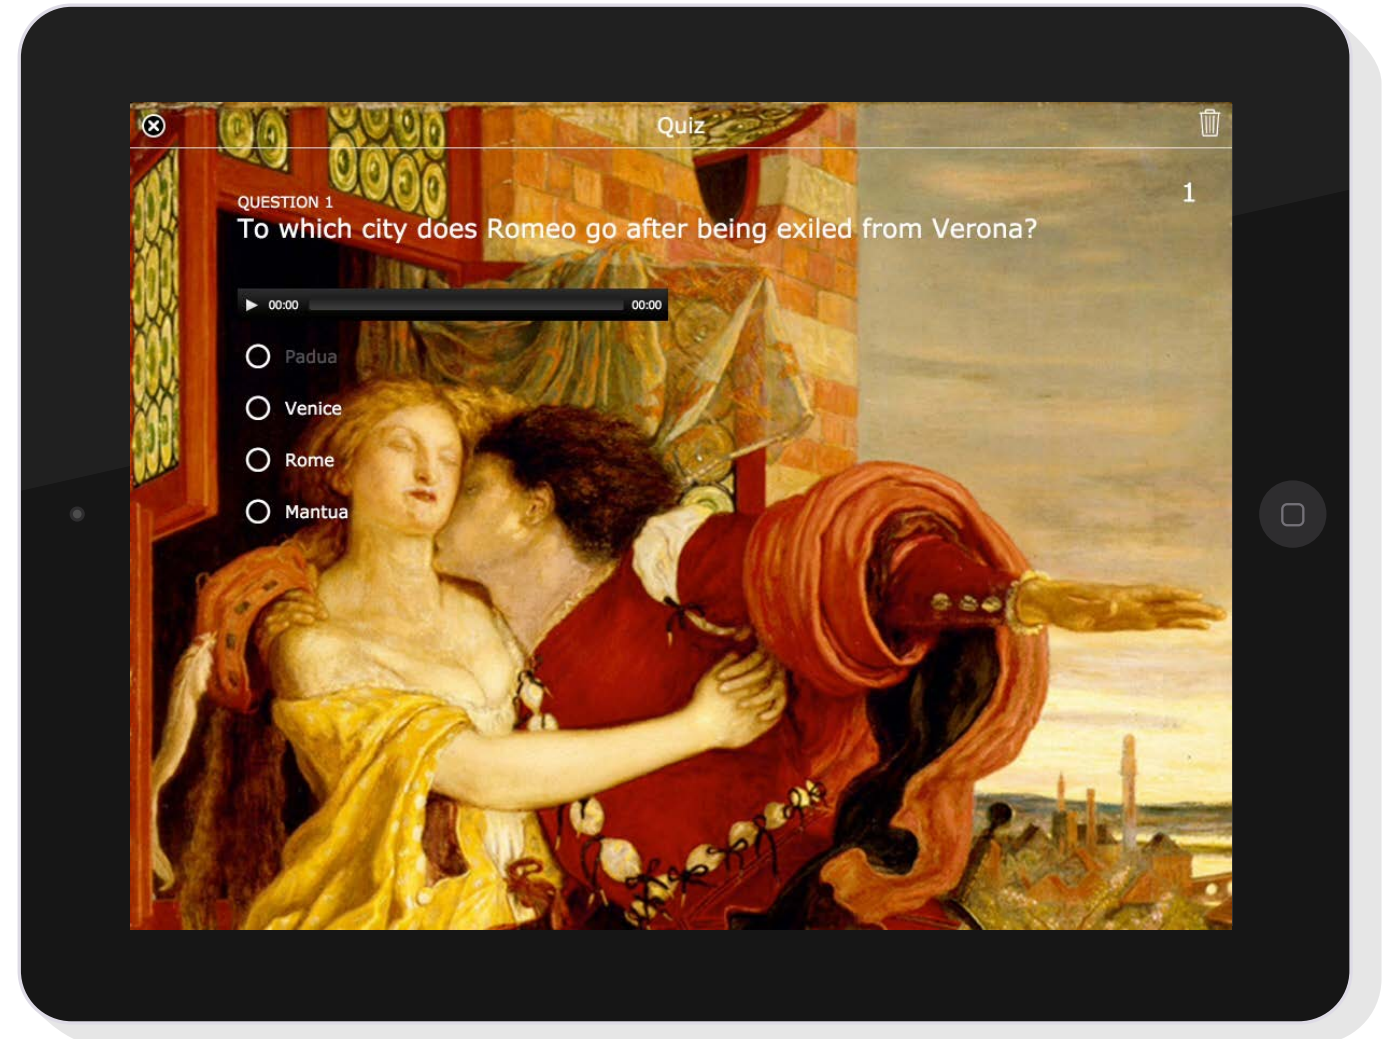 Quiz
1
QUESTION 1
To which city does Romeo go after being exiled from Verona?
00:00 00:00
Padua
Venice
Rome
Mantua